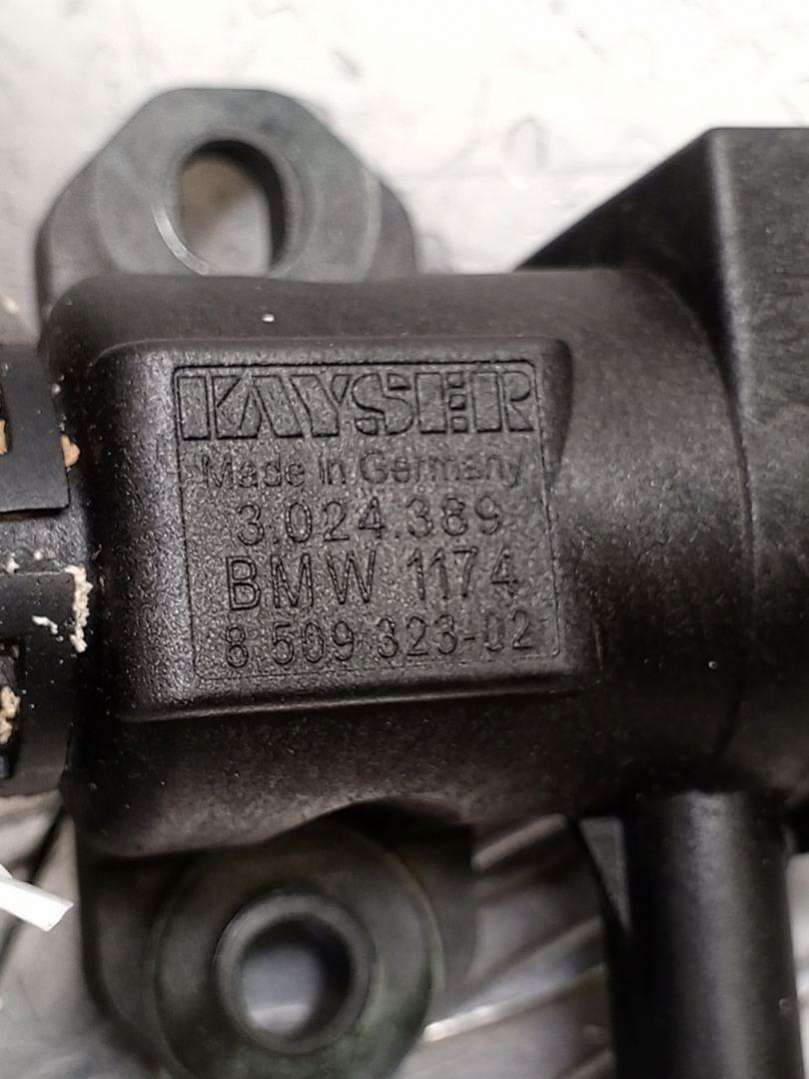 KAYSER
Made in Germany
3.024.389
BMW 1174
8 509 323-02